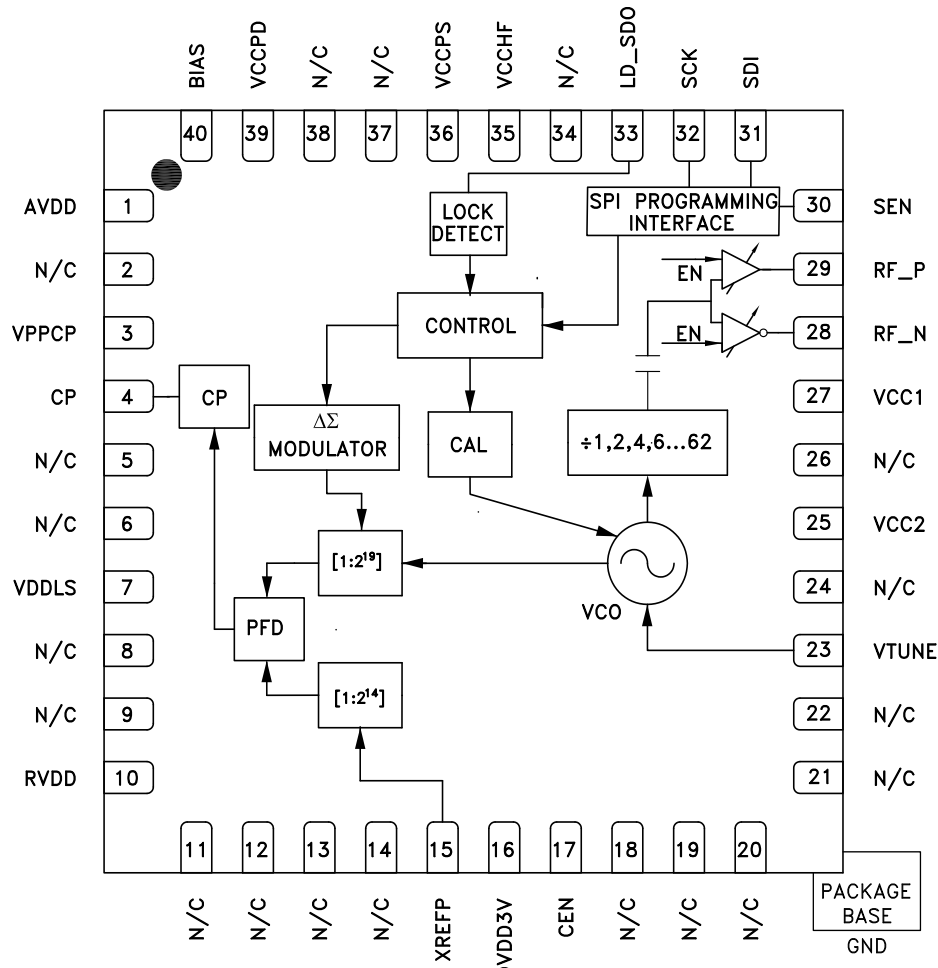 BIAS
VCCPD
N/C
N/C
VCCPS
VCCHF
N/C
LD_SDO
SCK
SDI
40
39
38
37
36
35
34
33
32
31
AVDD
1
N/C
2
VPPCP
3
CP
4
N/C
5
N/C
6
VDDLS
7
N/C
8
N/C
9
RVDD
10
LOCK
DETECT
SPI PROGRAMMING
INTERFACE
CONTROL
EN
EN
CP
ΔΣ
MODULATOR
CAL
÷1,2,4,6...62
[1:2¹⁹]
VCO
PFD
[1:2¹⁴]
30
SEN
29
RF_P
28
RF_N
27
VCC1
26
N/C
25
VCC2
24
N/C
23
VTUNE
22
N/C
21
N/C
11
12
13
14
15
16
17
18
19
20
N/C
N/C
N/C
N/C
XREFP
DVDD3V
CEN
N/C
N/C
N/C
PACKAGE
BASE
GND